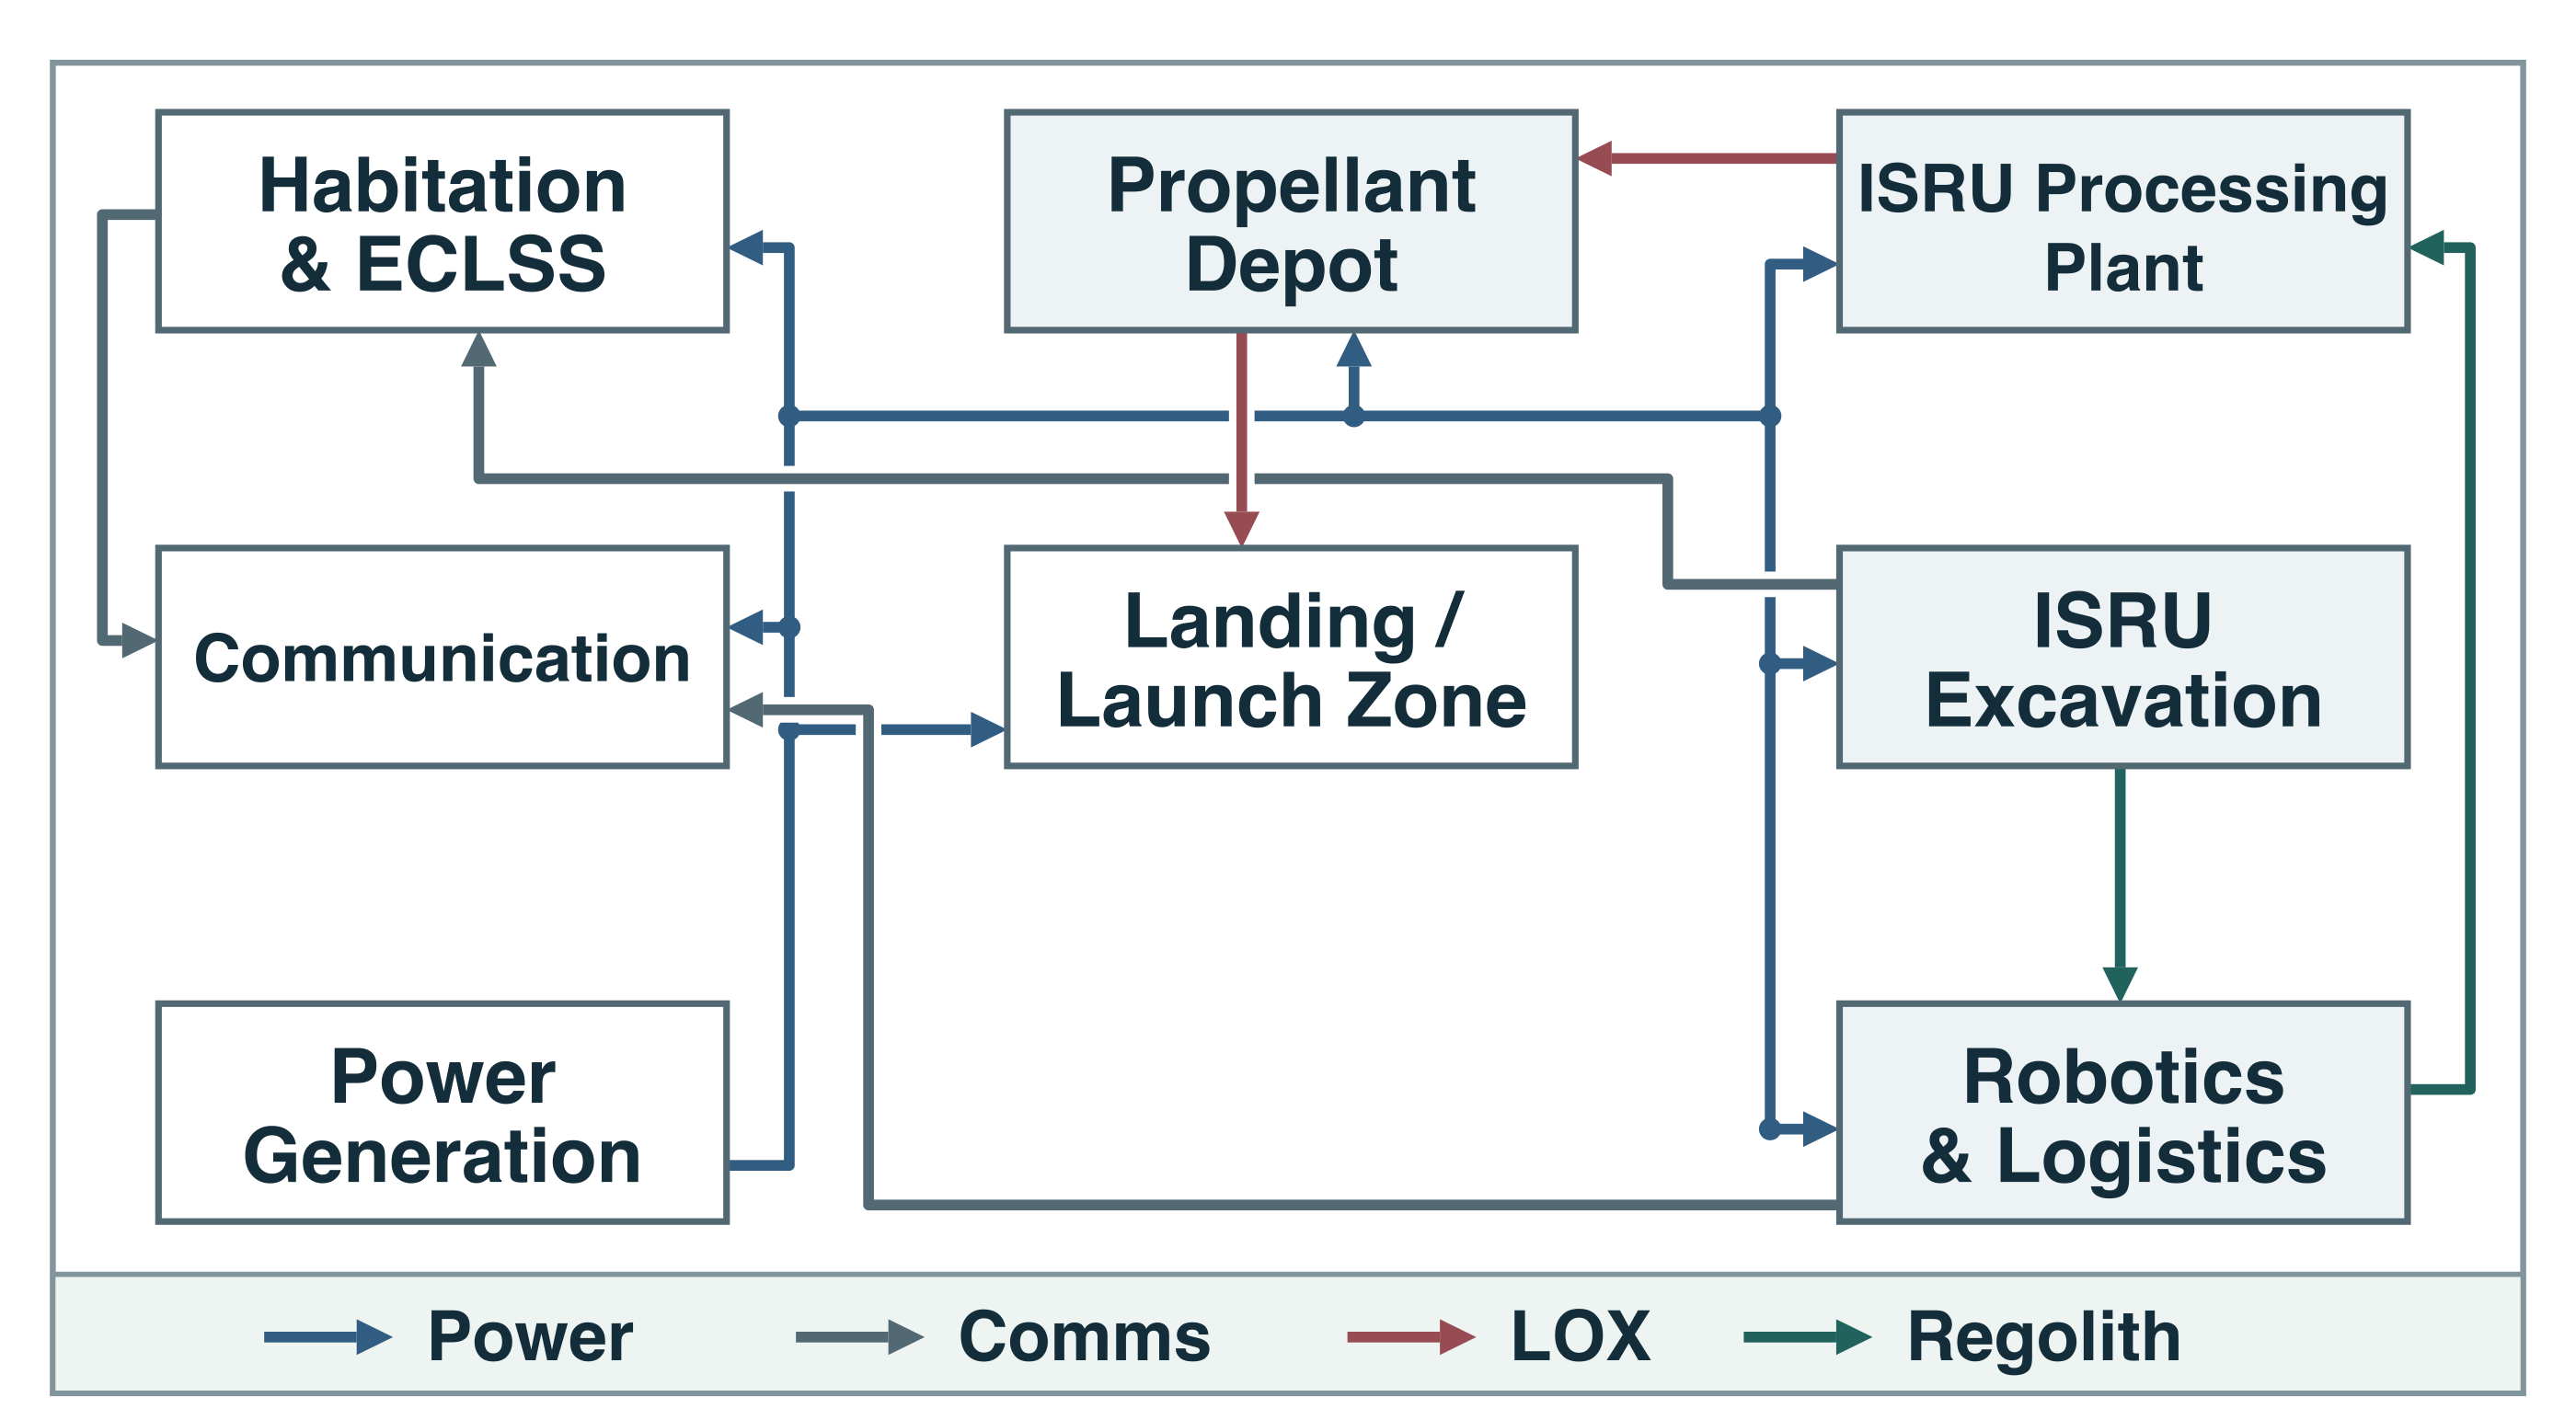 Habitation
& ECLSS
Propellant
Depot
ISRU Processing
Plant
Communication
Landing /
Launch Zone
ISRU
Excavation
Power
Generation
Robotics
& Logistics
Power
Comms
LOX
Regolith